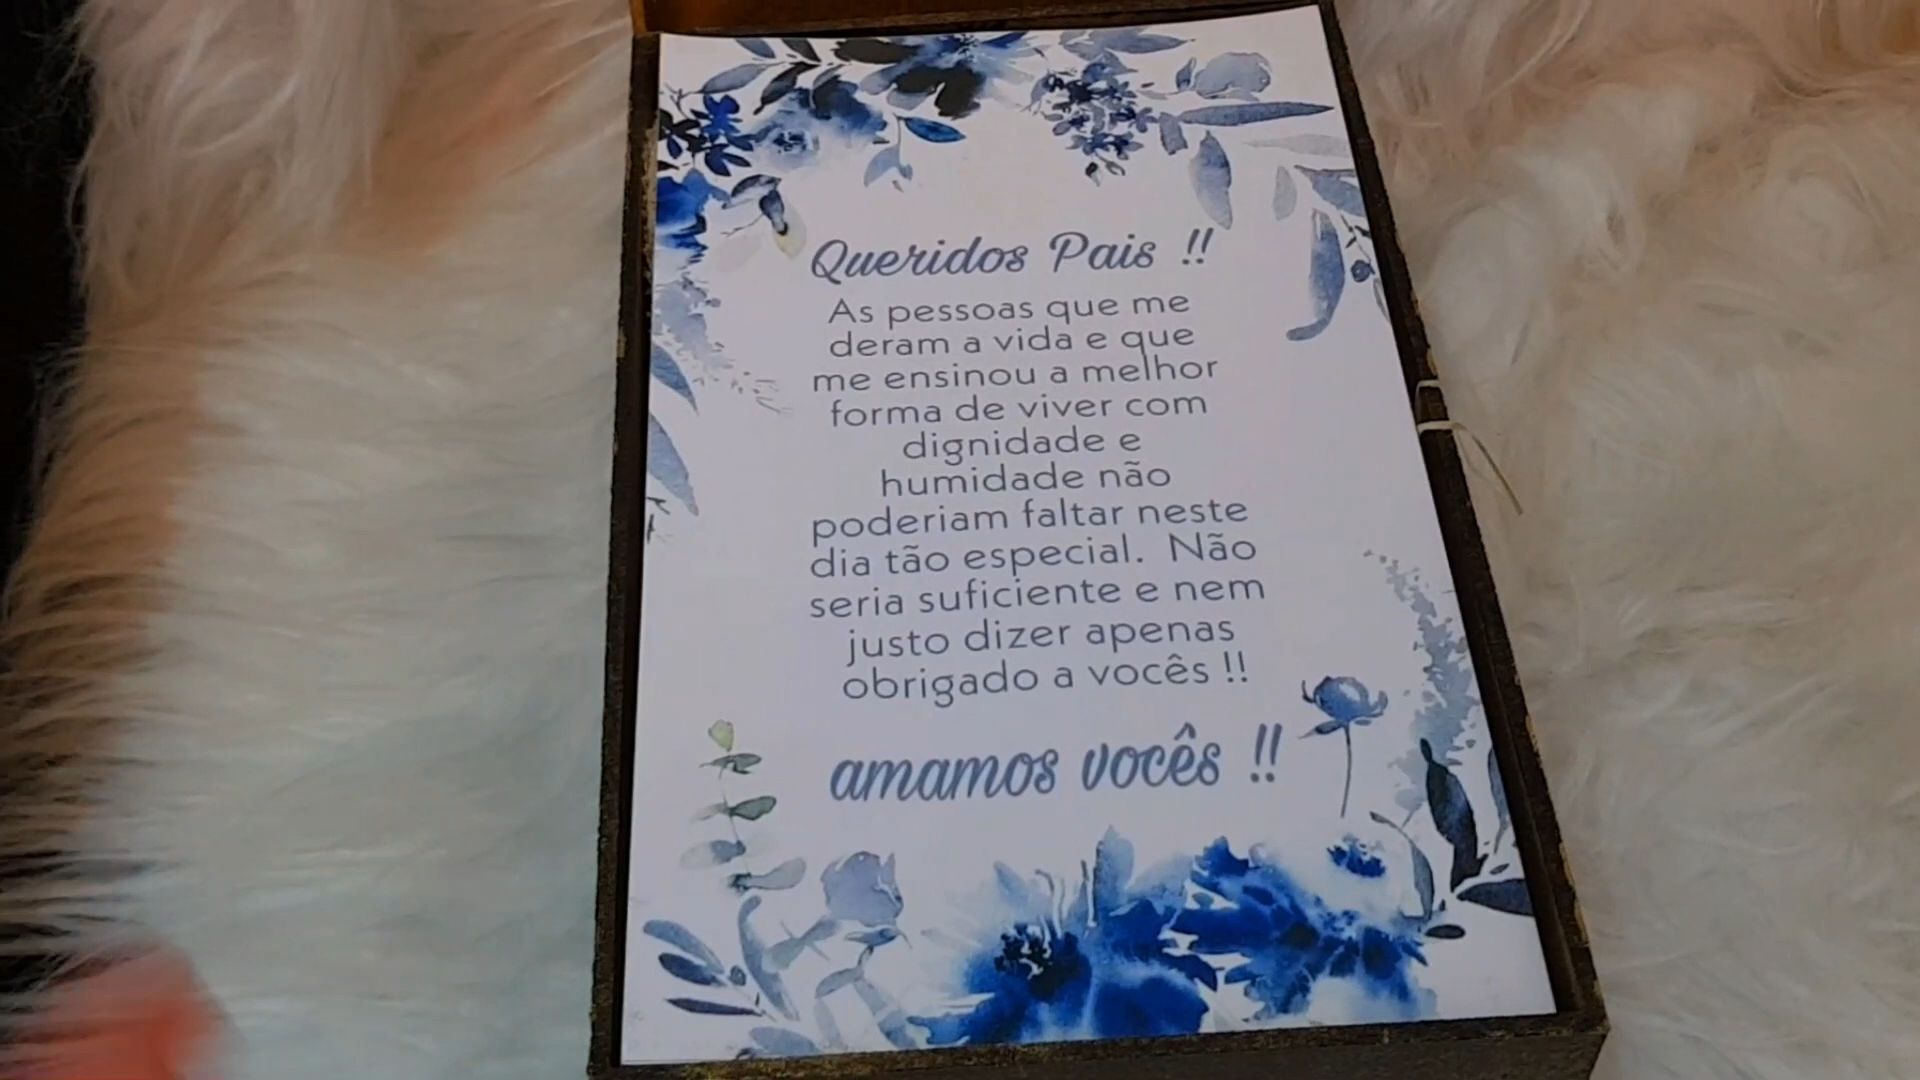 Queridos Pais !!
As pessoas que me
deram a vida e que
me ensinou a melhor
forma de viver com
dignidade e
humidade não
poderiam faltar neste
dia tão especial. Não
seria suficiente e nem
justo dizer apenas
obrigado a vocês !!
amamos vocês !!